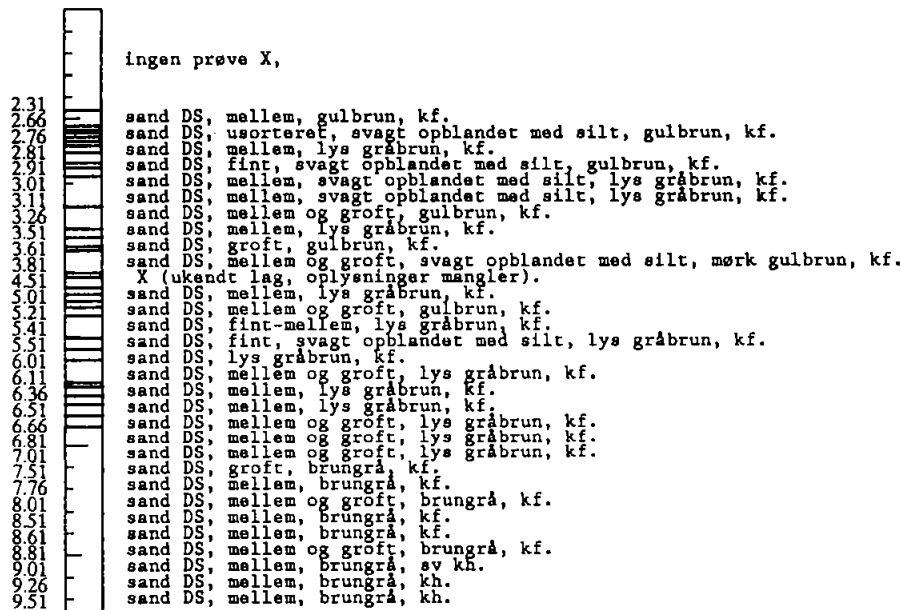 ingen prøve X,
2.31
2.66 sand DS, mellem, gulbrun, kf.
2.76 sand DS, usorteret, svagt opblandet med silt, gulbrun, kf.
2.81 sand DS, mellem, lys gråbrun, kf.
2.91 sand DS, fint, svagt opblandet med silt, gulbrun, kf.
3.01 sand DS, mellem, svagt opblandet med silt, lys gråbrun, kf.
3.11 sand DS, mellem, svagt opblandet med silt, lys gråbrun, kf.
3.26 sand DS, mellem og groft, gulbrun, kf.
3.51 sand DS, mellem, lys gråbrun, kf.
3.61 sand DS, groft, gulbrun, kf.
3.81 sand DS, mellem og groft, svagt opblandet med silt, mørk gulbrun, kf.
4.51 X (ukendt lag, oplysninger mangler).
5.01 sand DS, mellem, lys gråbrun, kf.
5.21 sand DS, mellem og groft, gulbrun, kf.
5.41 sand DS, fint-mellem, lys gråbrun, kf.
5.51 sand DS, fint, svagt opblandet med silt, lys gråbrun, kf.
6.01 sand DS, lys gråbrun, kf.
6.11 sand DS, mellem og groft, lys gråbrun, kf.
6.36 sand DS, mellem, lys gråbrun, kf.
6.51 sand DS, mellem, lys gråbrun, kf.
6.66 sand DS, mellem og groft, lys gråbrun, kf.
6.81 sand DS, mellem og groft, lys gråbrun, kf.
7.01 sand DS, mellem og groft, lys gråbrun, kf.
7.51 sand DS, groft, brungrå, kf.
7.76 sand DS, mellem, brungrå, kf.
8.01 sand DS, mellem og groft, brungrå, kf.
8.51 sand DS, mellem, brungrå, kf.
8.61 sand DS, mellem, brungrå, kf.
8.81 sand DS, mellem og groft, brungrå, kf.
9.01 sand DS, mellem, brungrå, sv kh.
9.26 sand DS, mellem, brungrå, kh.
9.51 sand DS, mellem, brungrå, kh.